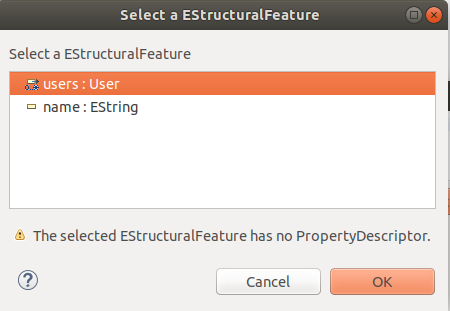 Select a EStructuralFeature
Select a EStructuralFeature
users : User
name : EString
The selected EStructuralFeature has no PropertyDescriptor.
?
Cancel
OK